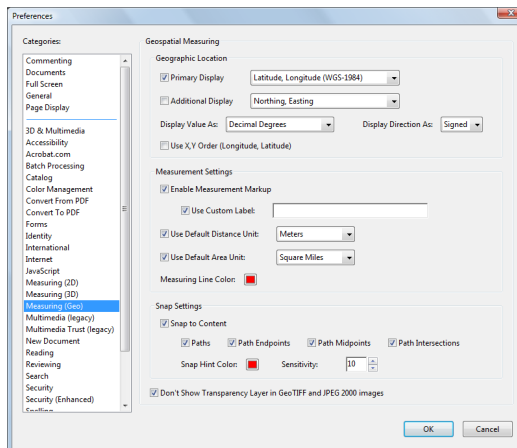 Preferences
Categories:
Commenting
Documents
Full Screen
General
Page Display
3D & Multimedia
Accessibility
Acrobat.com
Batch Processing
Catalog
Color Management
Convert From PDF
Convert To PDF
Forms
Identity
International
Internet
JavaScript
Measuring (2D)
Measuring (3D)
Measuring (Geo)
Multimedia (legacy)
Multimedia Trust (legacy)
New Document
Reading
Reviewing
Search
Security
Security (Enhanced)
Spelling
Geospatial Measuring
Geographic Location
Primary Display Latitude, Longitude (WGS-1984)
Additional Display Northing, Easting
Display Value As: Decimal Degrees Display Direction As: Signed
Use X,Y Order (Longitude, Latitude)
Measurement Settings
Enable Measurement Markup
Use Custom Label:
Use Default Distance Unit: Meters
Use Default Area Unit: Square Miles
Measuring Line Color:
Snap Settings
Snap to Content
Paths Path Endpoints Path Midpoints Path Intersections
Snap Hint Color: Sensitivity: 10
Don't Show Transparency Layer in GeoTIFF and JPEG 2000 images
OK Cancel